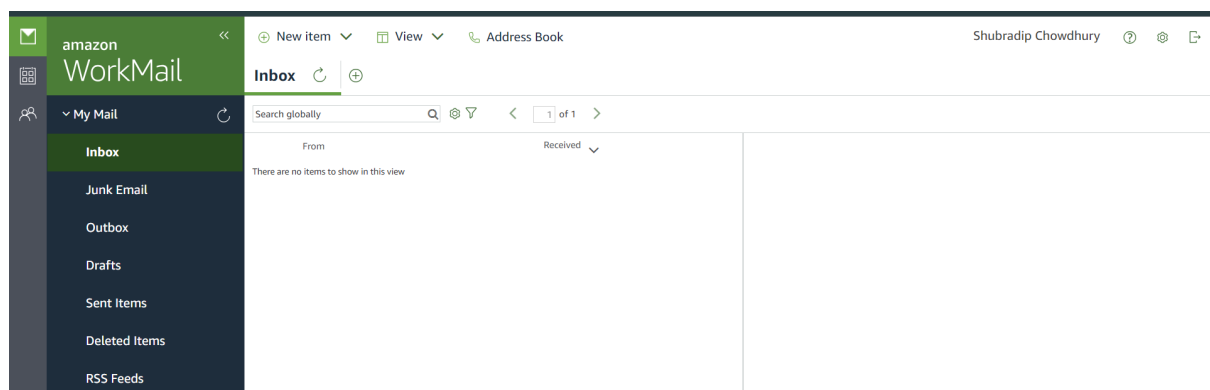 amazon
WorkMail
New item
View
Address Book
Shubradip Chowdhury
Inbox
My Mail
Search globally
1 of 1
Inbox
From
Received
There are no items to show in this view
Junk Email
Outbox
Drafts
Sent Items
Deleted Items
RSS Feeds